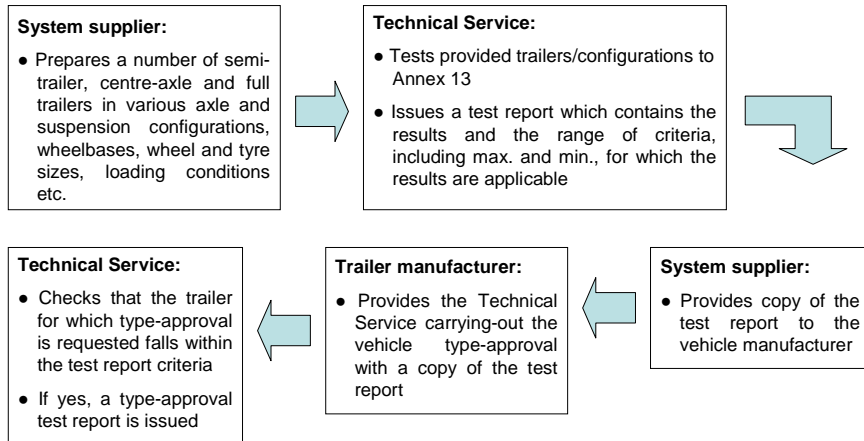 System supplier:
● Prepares a number of semi-
trailer, centre-axle and full
trailers in various axle and
suspension configurations,
wheelbases, wheel and tyre
sizes, loading conditions
etc.
Technical Service:
● Tests provided trailers/configurations to
Annex 13
● Issues a test report which contains the
results and the range of criteria,
including max. and min., for which the
results are applicable
Technical Service:
● Checks that the trailer
for which type-approval
is requested falls within
the test report criteria
● If yes, a type-approval
test report is issued
Trailer manufacturer:
● Provides the Technical
Service carrying-out the
vehicle type-approval
with a copy of the test
report
System supplier:
● Provides copy of the
test report to the
vehicle manufacturer